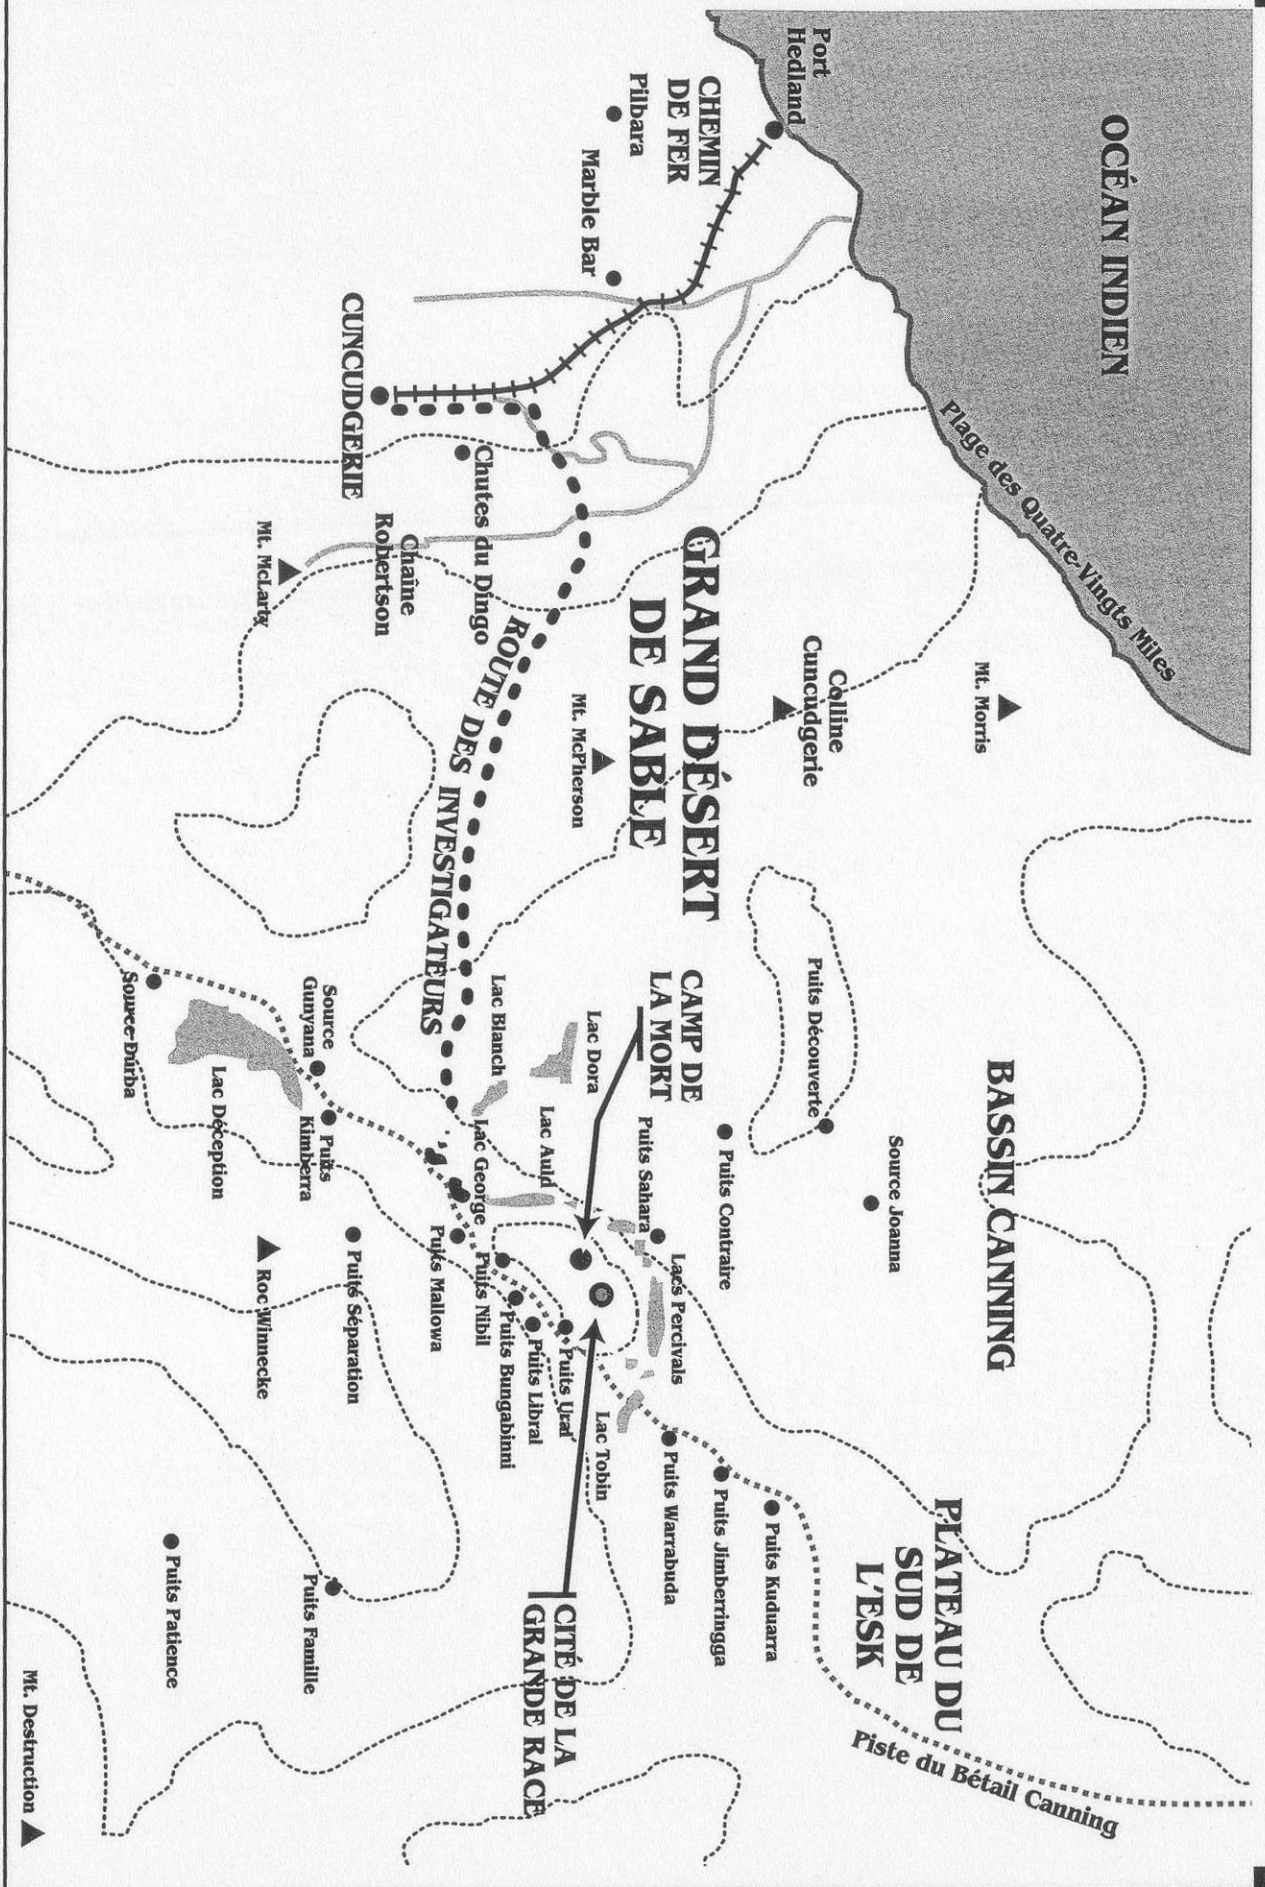 OCÉAN INDIEN
Plage des Quatre-Vingts Miles
Port
Hedland
CHEMIN
DE FER
Pilbara
Marble Bar
CUNCUDGERIE
Chutes du Dingo
Chaîne
Robertson
Mt. McLarty
GRAND DÉSERT
DE SABLE
ROUTE DES INVESTIGATEURS
Mt. McPherson
Colline
Cuncudgerie
Mt. Morris
BASSIN CANNING
Puits Découverte
Source Joanna
Puits Contraire
CAMP DE
LA MORT
Lac Dora
Lac Blanch
Lac Auld
Lac George
Puits Sahara
Lacs Percivals
Source
Gunyana
Source Durba
Lac Déception
Puits
Kimberra
Puits Séparation
Roc Winnecke
Puits Mallowa
Puits Nibil
Puits Bungabinni
Puits Libral
Puits Ural
Lac Tobin
Puits Warrabuda
Puits Jimberringga
Puits Kuduarra
PLATEAU DU
SUD DE
L'ESK
Piste du Bétail Canning
CITÉ DE LA
GRANDE RACE
Puits Famille
Puits Patience
Mt. Destruction